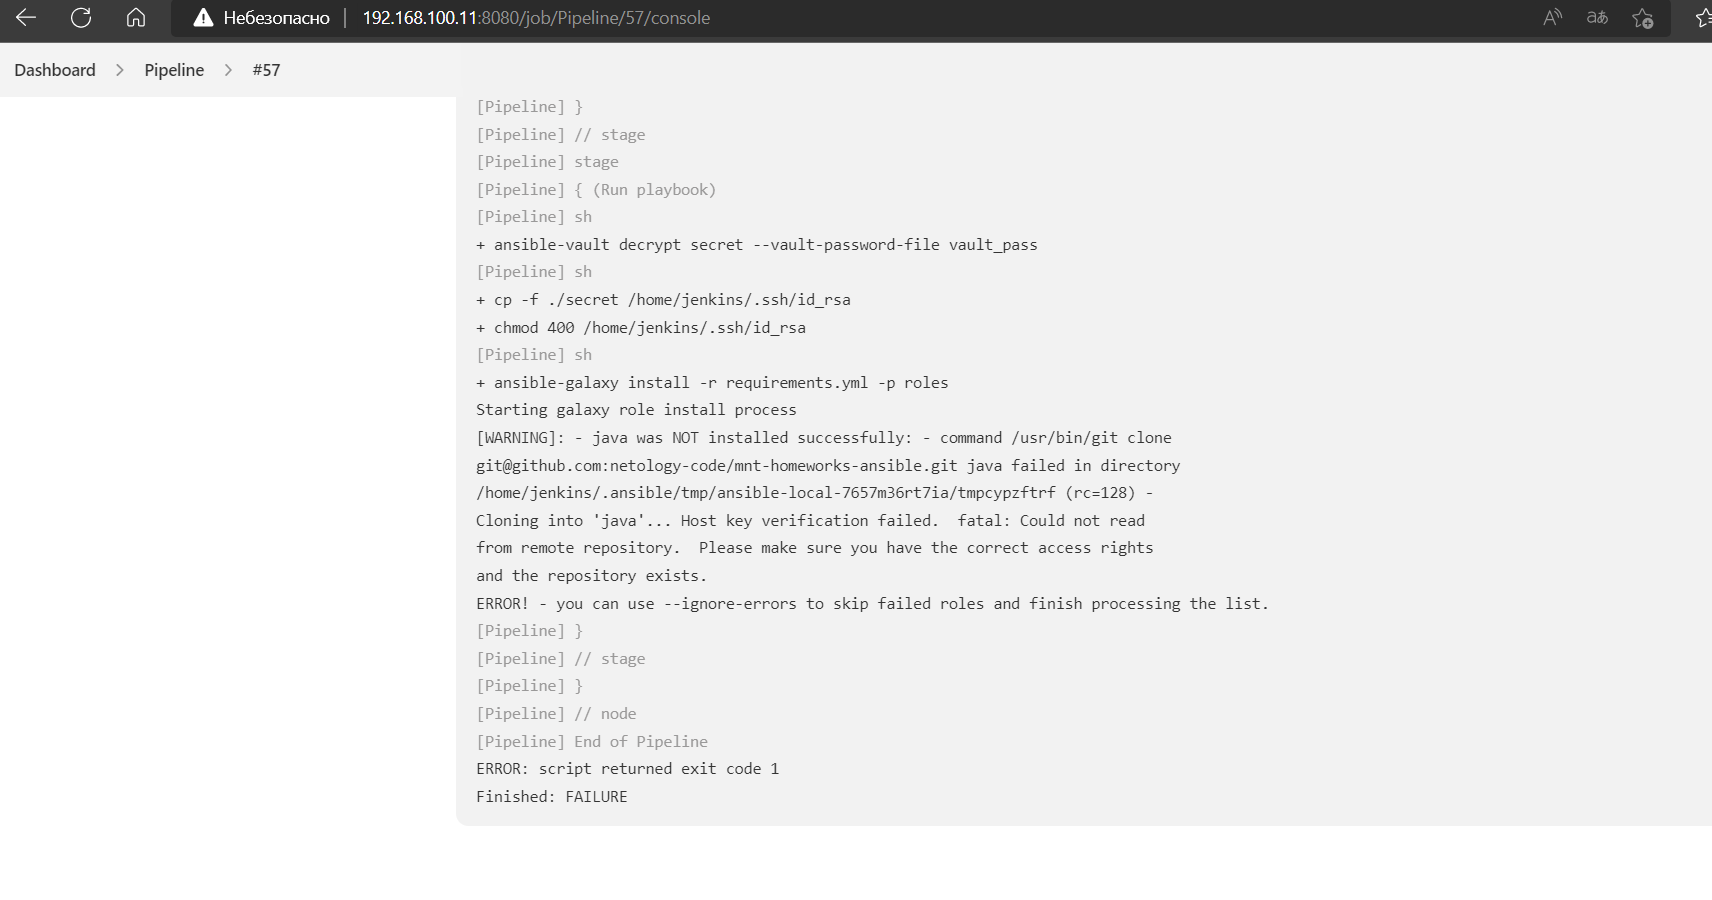 Небезопасно 192.168.100.11:8080/job/Pipeline/57/console
Dashboard > Pipeline > #57
[Pipeline] }
[Pipeline] // stage
[Pipeline] stage
[Pipeline] { (Run playbook)
[Pipeline] sh
+ ansible-vault decrypt secret --vault-password-file vault_pass
[Pipeline] sh
+ cp -f ./secret /home/jenkins/.ssh/id_rsa
+ chmod 400 /home/jenkins/.ssh/id_rsa
[Pipeline] sh
+ ansible-galaxy install -r requirements.yml -p roles
Starting galaxy role install process
[WARNING]: - java was NOT installed successfully: - command /usr/bin/git clone
git@github.com:netology-code/mnt-homeworks-ansible.git java failed in directory
/home/jenkins/.ansible/tmp/ansible-local-7657m36rt7ia/tmpcypzftrf (rc=128) -
Cloning into 'java'... Host key verification failed.  fatal: Could not read
from remote repository.  Please make sure you have the correct access rights
and the repository exists.
ERROR! - you can use --ignore-errors to skip failed roles and finish processing the list.
[Pipeline] }
[Pipeline] // stage
[Pipeline] }
[Pipeline] // node
[Pipeline] End of Pipeline
ERROR: script returned exit code 1
Finished: FAILURE